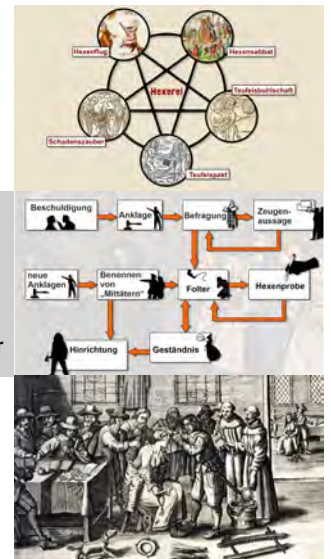 Hexenflug
Hexensabbat
Hexerei
Schadenszauber
Teufelsbuhlschaft
Teufelspakt
Beschuldigung
Anklage
Befragung
Zeugen-
aussage
neue
Anklagen
Benennen
von
„Mittätern“
Folter
Hexenprobe
r
Hinrichtung
Geständnis